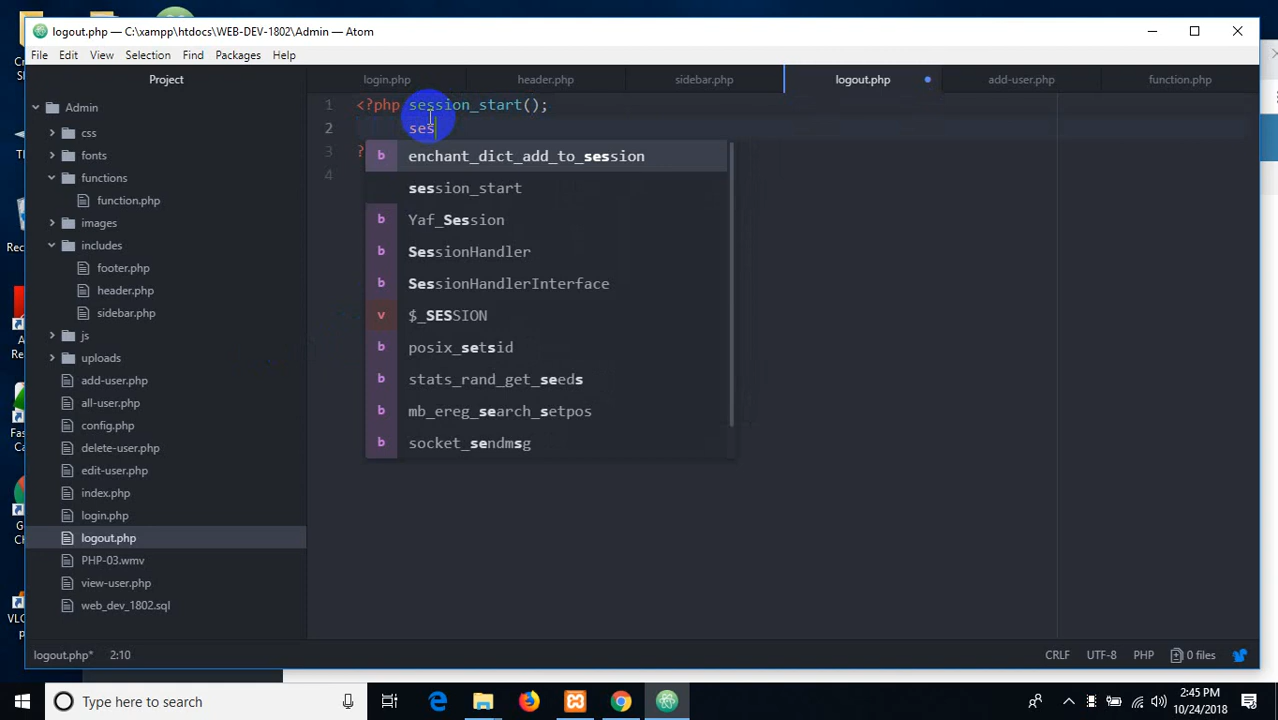 logout.php — C:\xampp\htdocs\WEB-DEV-1802\Admin — Atom
File Edit View Selection Find Projects Packages Help
Project
login.php header.php sidebar.php logout.php add-user.php function.php
Admin
css
fonts
functions
function.php
images
includes
footer.php
header.php
sidebar.php
js
uploads
add-user.php
all-user.php
config.php
delete-user.php
edit-user.php
index.php
login.php
logout.php
PHP-03.wmv
view-user.php
web_dev_1802.sql
1 <?php session_start();
2 ses
3 ?
4
b enchant_dict_add_to_session
session_start
b Yaf_Session
b SessionHandler
b SessionHandlerInterface
v $_SESSION
b posix_setsid
b stats_rand_get_seeds
b mb_ereg_search_setpos
b socket_sendmsg
logout.php* 2:10
CRLF UTF-8 PHP 0 files
Type here to search
2:45 PM
10/24/2018